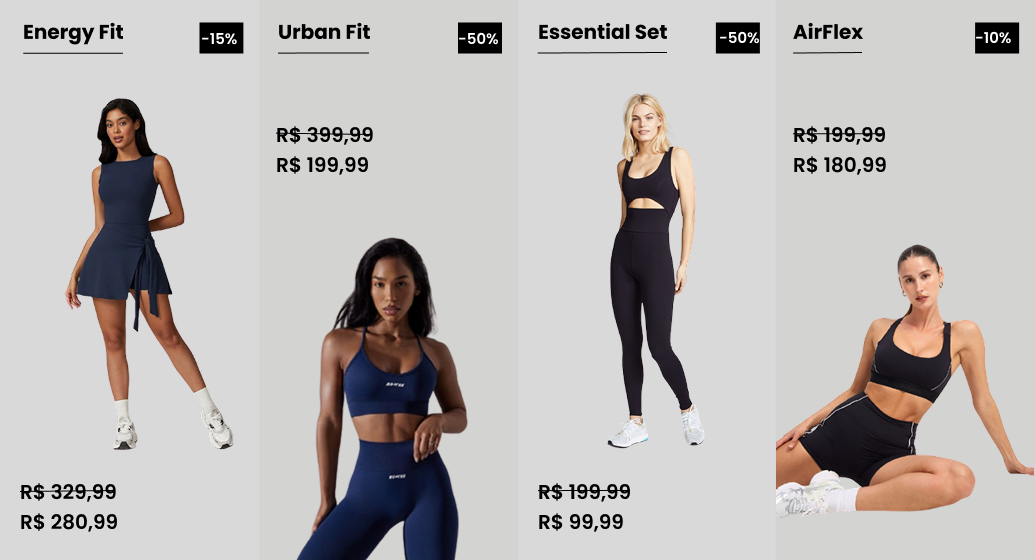 Energy Fit
-15%
R$ 329,99
R$ 280,99
Urban Fit
-50%
R$ 399,99
R$ 199,99
Essential Set
-50%
R$ 199,99
R$ 99,99
AirFlex
-10%
R$ 199,99
R$ 180,99